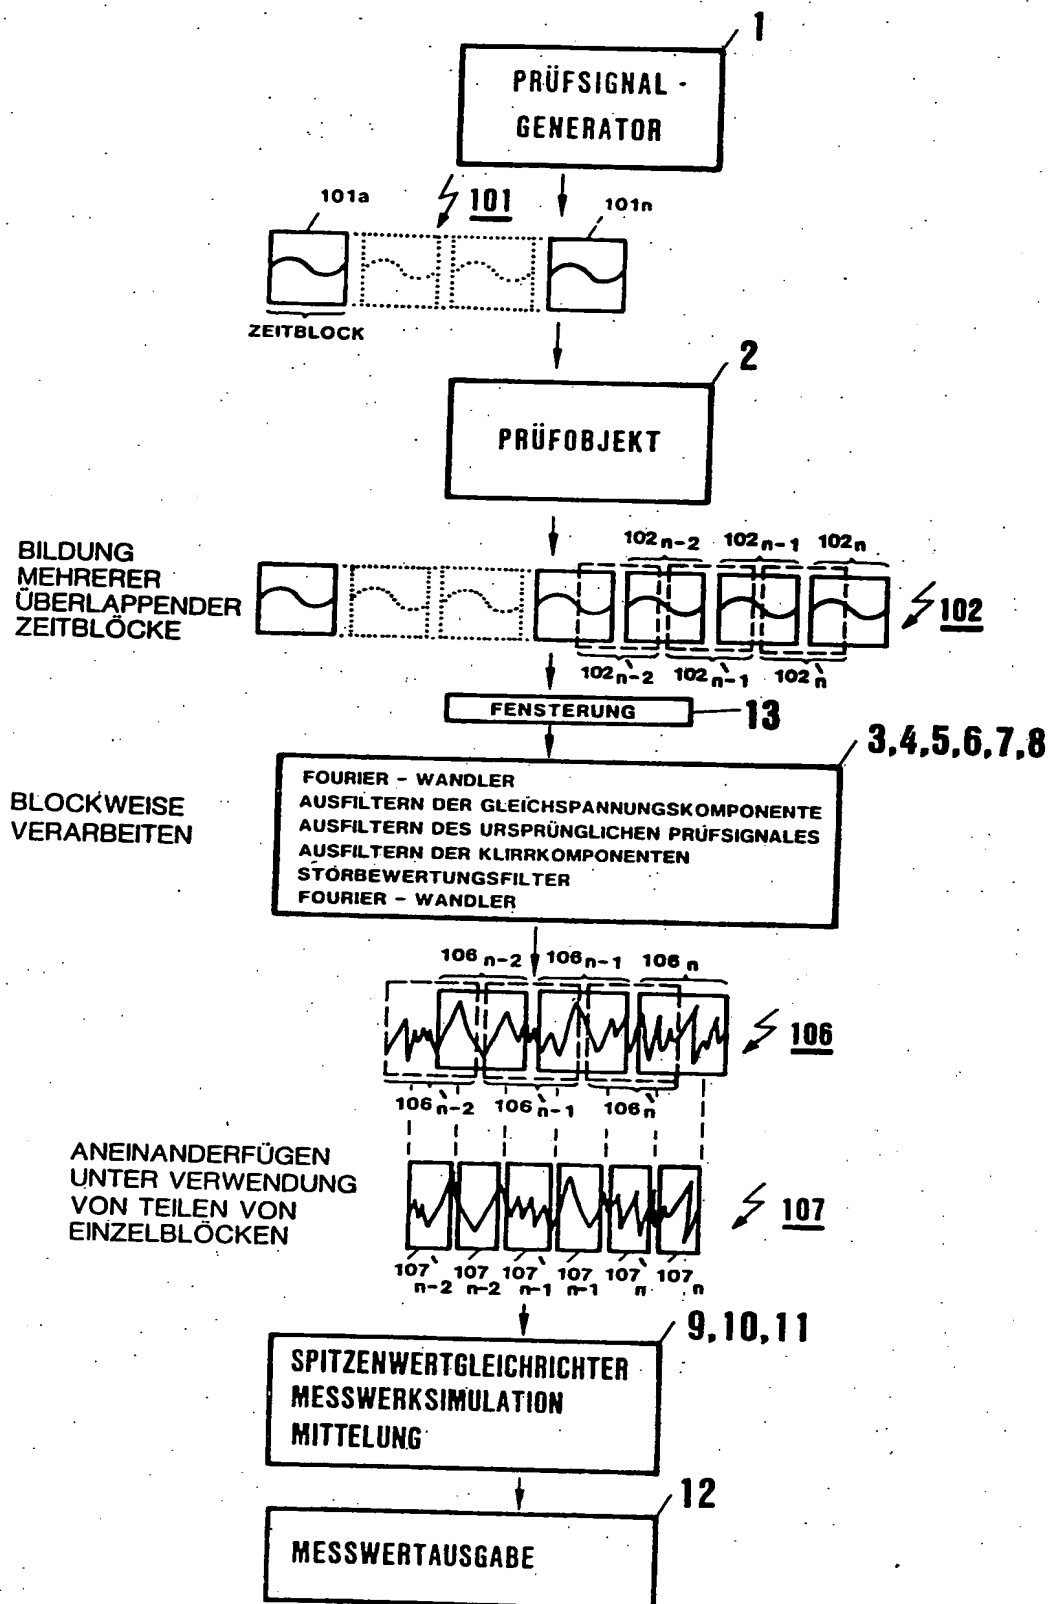 1
PRÜFSIGNAL -
GENERATOR
101a
101
101n
ZEITBLOCK
2
PRÜFOBJEKT
BILDUNG
MEHRERER
ÜBERLAPPENDER
ZEITBLÖCKE
102n-2
102n-1
102n
102
102`n-2
102`n-1
102`n
FENSTERUNG
13
3,4,5,6,7,8
BLOCKWEISE
VERARBEITEN
FOURIER - WANDLER
AUSFILTERN DER GLEICHSPANNUNGSKOMPONENTE
AUSFILTERN DES URSPRÜNGLICHEN PRÜFSIGNALES
AUSFILTERN DER KLIRRKOMPONENTEN
STÖRBEWERTUNGSFILTER
FOURIER - WANDLER
106n-2
106n-1
106n
106
106`n-2
106`n-1
106`n
ANEINANDERFÜGEN
UNTER VERWENDUNG
VON TEILEN VON
EINZELBLÖCKEN
107
107`n-2
107n-2
107`n-1
107n-1
107`n
107n
9,10,11
SPITZENWERTGLEICHRICHTER
MESSWERKSIMULATION
MITTELUNG
12
MESSWERTAUSGABE